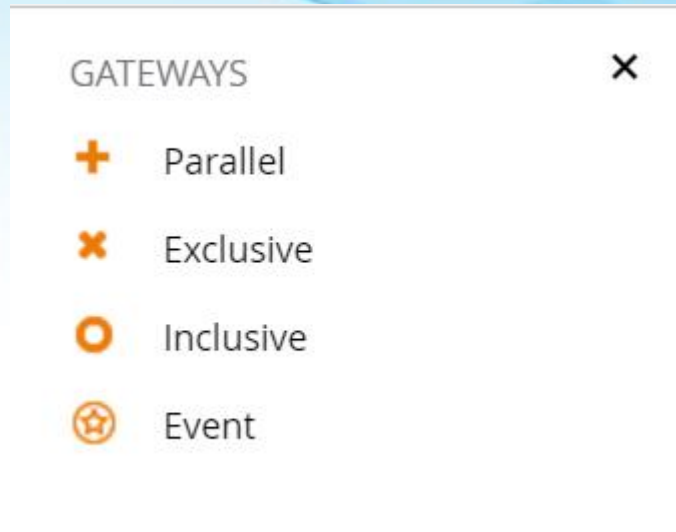 GATEWAYS
Parallel
Exclusive
Inclusive
Event